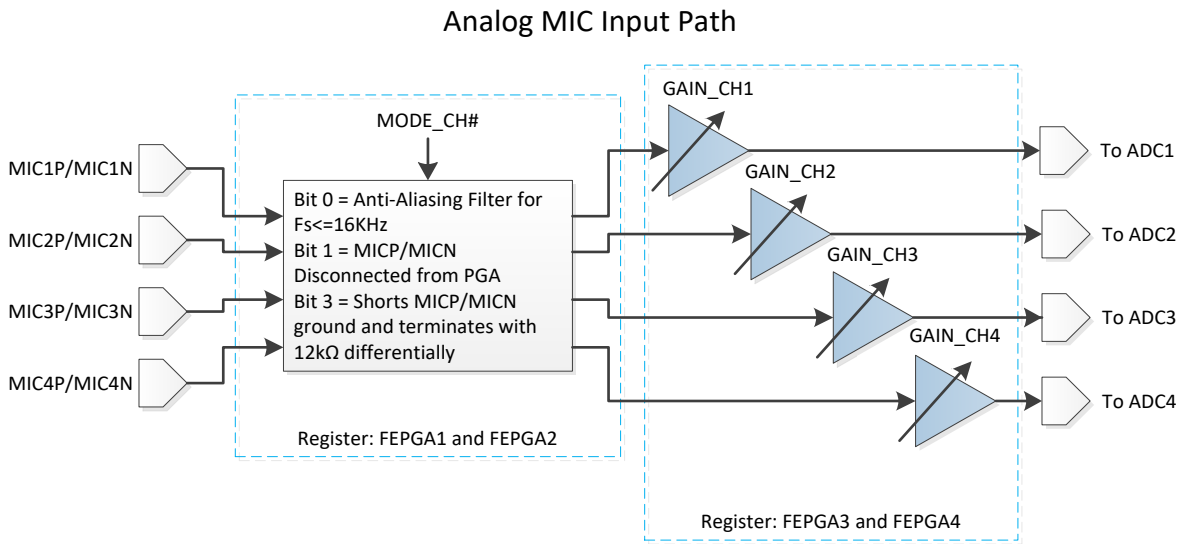 Analog MIC Input Path
GAIN_CH1
MODE_CH#
MIC1P/MIC1N
To ADC1
GAIN_CH2
Bit 0 = Anti-Aliasing Filter for
Fs<=16KHz
Bit 1 = MICP/MICN
Disconnected from PGA
Bit 3 = Shorts MICP/MICN
ground and terminates with
12kΩ differentially
MIC2P/MIC2N
To ADC2
GAIN_CH3
MIC3P/MIC3N
To ADC3
GAIN_CH4
MIC4P/MIC4N
To ADC4
Register: FEPGA1 and FEPGA2
Register: FEPGA3 and FEPGA4